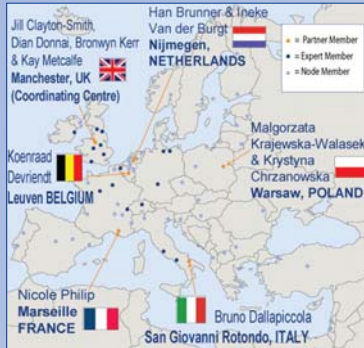 Jill Clayton-Smith,
Dian Donnai, Bronwyn Kerr
& Kay Metcalfe
Manchester, UK
(Coordinating Centre)
Han Brunner & Ineke
Van der Burgt
Nijmegen,
NETHERLANDS
= Partner Member
= Expert Member
= Node Member
Koenraad
Devriendt
Leuven BELGIUM
Malgorzata
Krajewska-Walasek
& Krystyna
Chrzanowska
Warsaw, POLAND
Nicole Philip
Marseille
FRANCE
Bruno Dallapiccola
San Giovanni Rotondo, ITALY